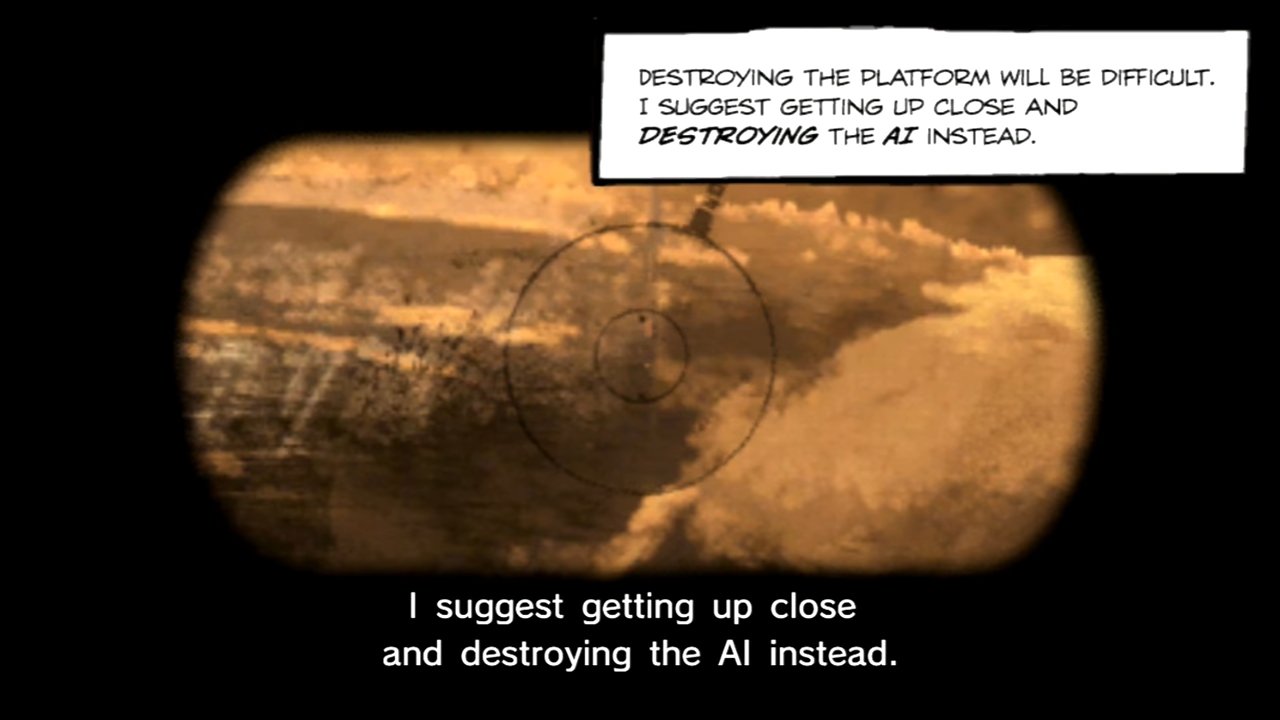 DESTROYING THE PLATFORM WILL BE DIFFICULT.
I SUGGEST GETTING UP CLOSE AND
DESTROYING THE AI INSTEAD.
I suggest getting up close
and destroying the AI instead.